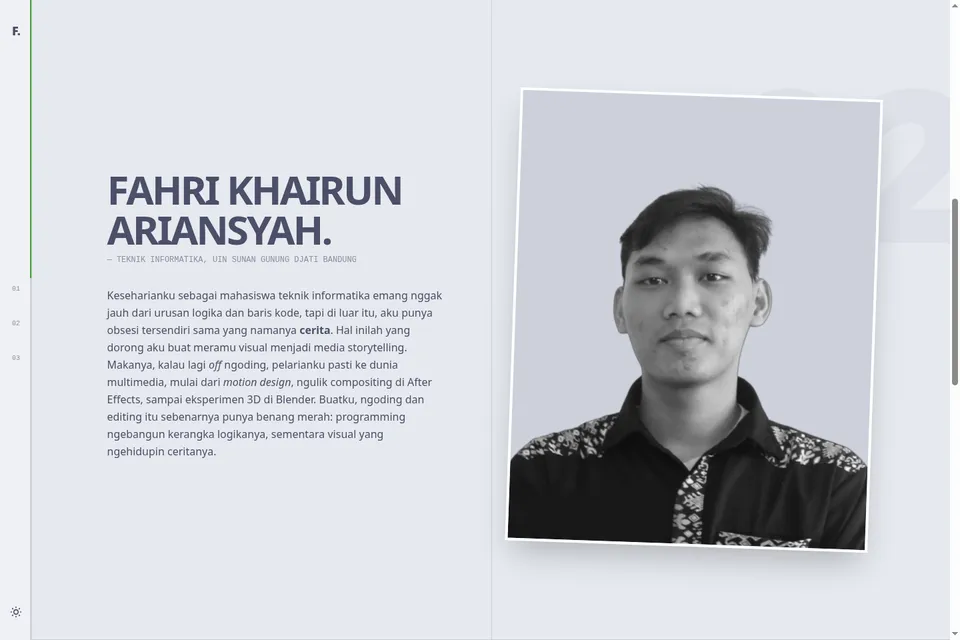 F.
01
02
03
22
FAHRI KHAIRUN
ARIANSYAH.
— TEKNIK INFORMATIKA, UIN SUNAN GUNUNG DJATI BANDUNG
Keseharianku sebagai mahasiswa teknik informatika emang nggak
jauh dari urusan logika dan baris kode, tapi di luar itu, aku punya
obsesi tersendiri sama yang namanya cerita. Hal inilah yang
dorong aku buat meramu visual menjadi media storytelling.
Makanya, kalau lagi off ngoding, pelarianku pasti ke dunia
multimedia, mulai dari motion design, ngulik compositing di After
Effects, sampai eksperimen 3D di Blender. Buatku, ngoding dan
editing itu sebenarnya punya benang merah: programming
ngebangun kerangka logikanya, sementara visual yang
ngehidupin ceritanya.